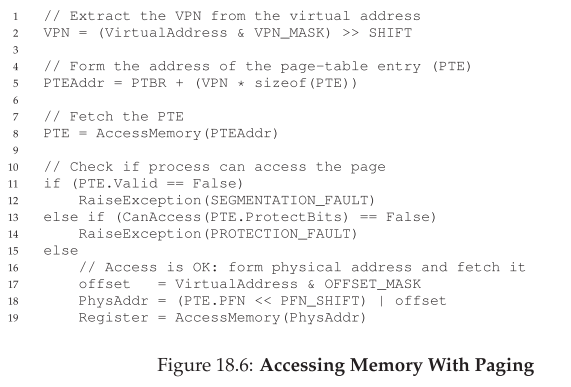 1 // Extract the VPN from the virtual address
2 VPN = (VirtualAddress & VPN_MASK) >> SHIFT
3
4 // Form the address of the page-table entry (PTE)
5 PTEAddr = PTBR + (VPN * sizeof(PTE))
6
7 // Fetch the PTE
8 PTE = AccessMemory(PTEAddr)
9
10 // Check if process can access the page
11 if (PTE.Valid == False)
12     RaiseException(SEGMENTATION_FAULT)
13 else if (CanAccess(PTE.ProtectBits) == False)
14     RaiseException(PROTECTION_FAULT)
15 else
16     // Access is OK: form physical address and fetch it
17     offset   = VirtualAddress & OFFSET_MASK
18     PhysAddr = (PTE.PFN << PFN_SHIFT) | offset
19     Register = AccessMemory(PhysAddr)
Figure 18.6: Accessing Memory With Paging